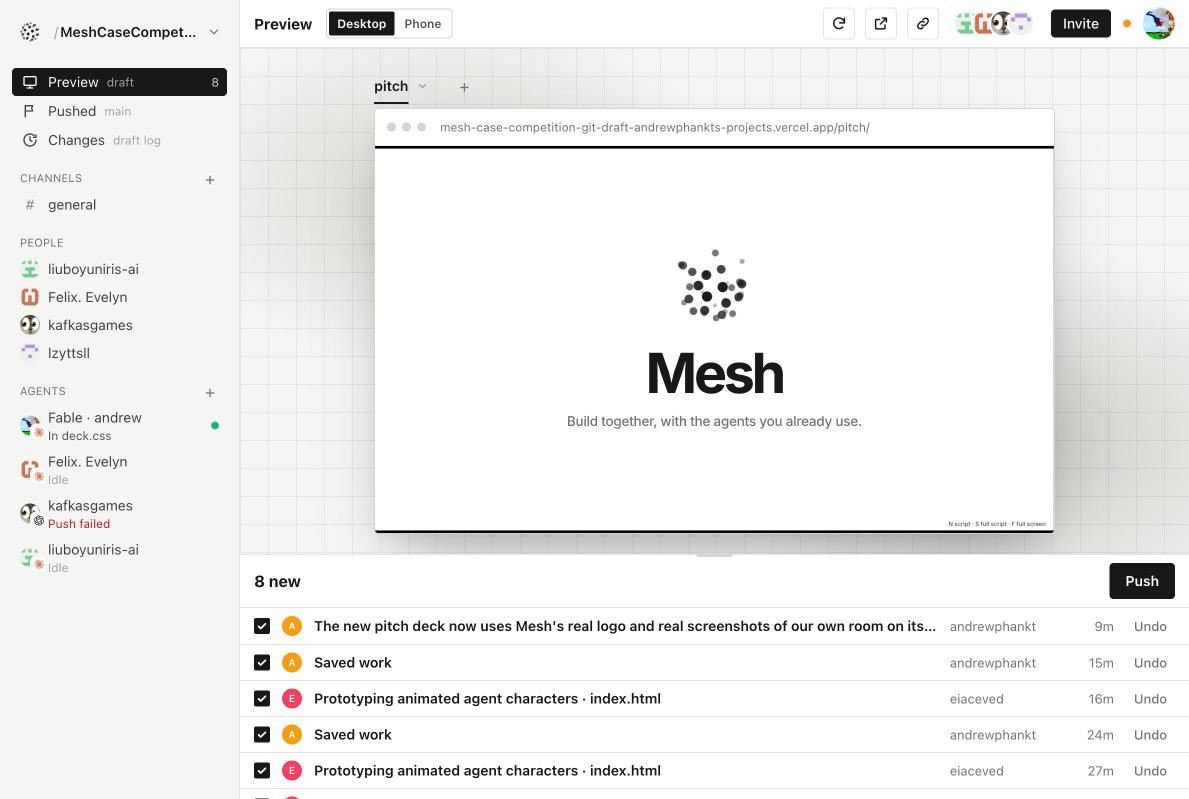 /MeshCaseCompet...
Preview draft 8
Pushed main
Changes draft log
CHANNELS +
# general
PEOPLE
liuboyuniris-ai
Felix. Evelyn
kafkasgames
lzyttsll
AGENTS +
Fable · andrew
In deck.css
Felix. Evelyn
Idle
kafkasgames
Push failed
liuboyuniris-ai
Idle
Preview Desktop Phone Invite
pitch +
mesh-case-competition-git-draft-andrewphankts-projects.vercel.app/pitch/
Mesh
Build together, with the agents you already use.
N script · S full script · F full screen
8 new Push
A The new pitch deck now uses Mesh's real logo and real screenshots of our own room on its... andrewphankt 9m Undo
A Saved work andrewphankt 15m Undo
E Prototyping animated agent characters · index.html eiaceved 16m Undo
A Saved work andrewphankt 24m Undo
E Prototyping animated agent characters · index.html eiaceved 27m Undo